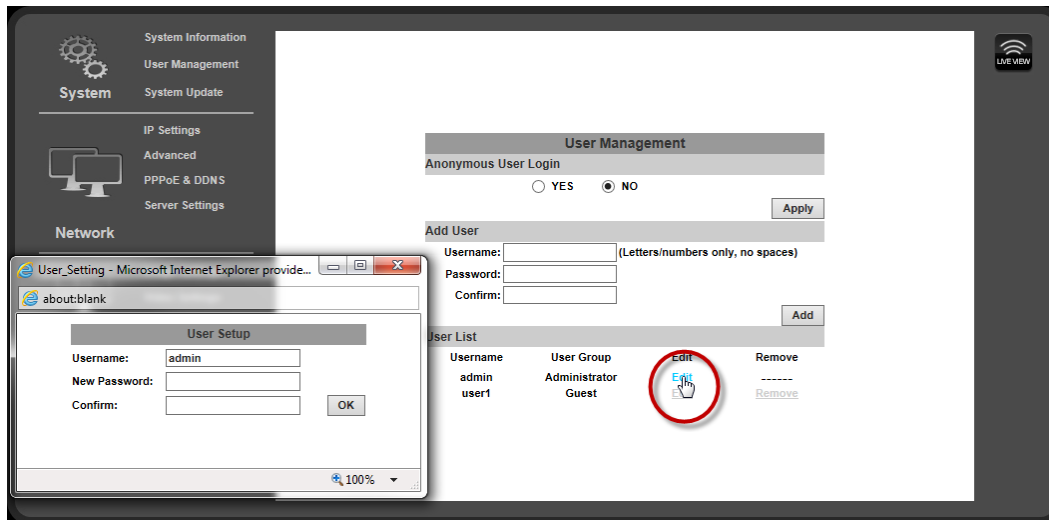 System Information
User Management
System Update
System
IP Settings
Advanced
PPPoE & DDNS
Server Settings
Network
LIVE VIEW
User Management
Anonymous User Login
YES NO
Apply
Add User
Username: (Letters/numbers only, no spaces)
Password:
Confirm:
Add
User List
Username User Group Edit Remove
admin Administrator Edit ------
user1 Guest Remove
User_Setting - Microsoft Internet Explorer provide...
about:blank
User Setup
Username: admin
New Password:
Confirm:
OK
100%